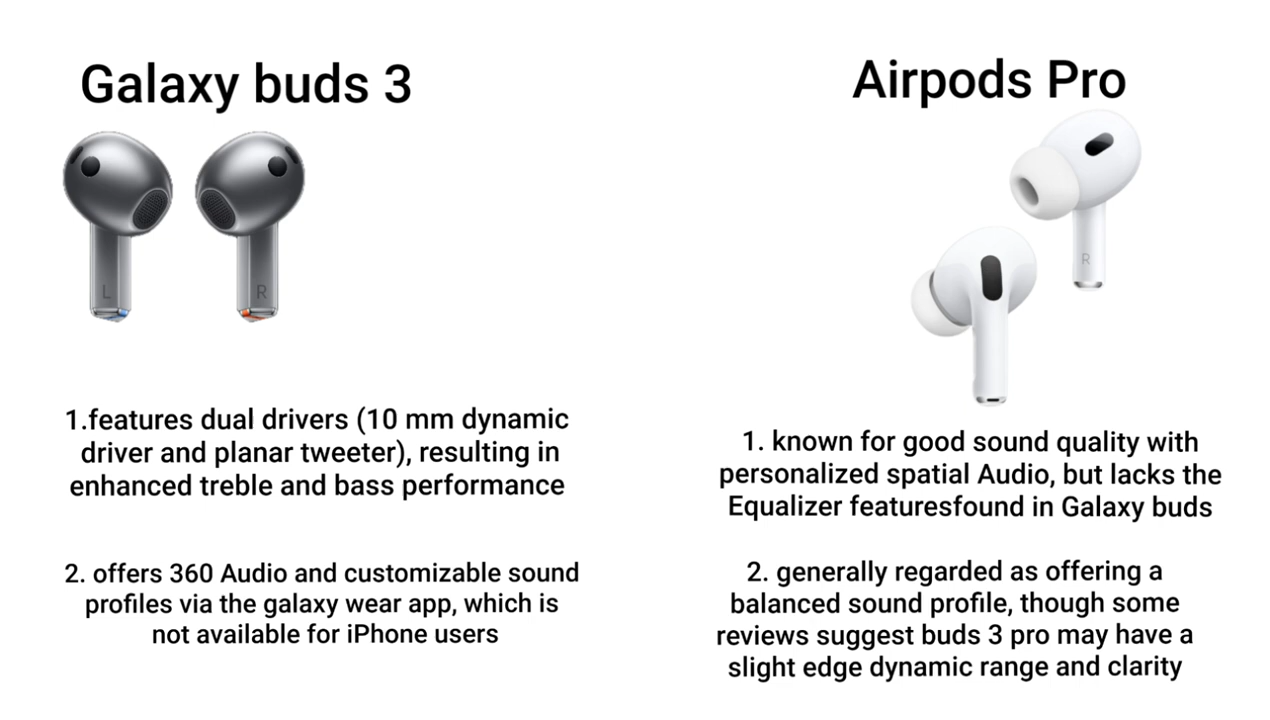 Galaxy buds 3
L
R
1.features dual drivers (10 mm dynamic
driver and planar tweeter), resulting in
enhanced treble and bass performance
2. offers 360 Audio and customizable sound
profiles via the galaxy wear app, which is
not available for iPhone users
Airpods Pro
R
1. known for good sound quality with
personalized spatial Audio, but lacks the
Equalizer featuresfound in Galaxy buds
2. generally regarded as offering a
balanced sound profile, though some
reviews suggest buds 3 pro may have a
slight edge dynamic range and clarity